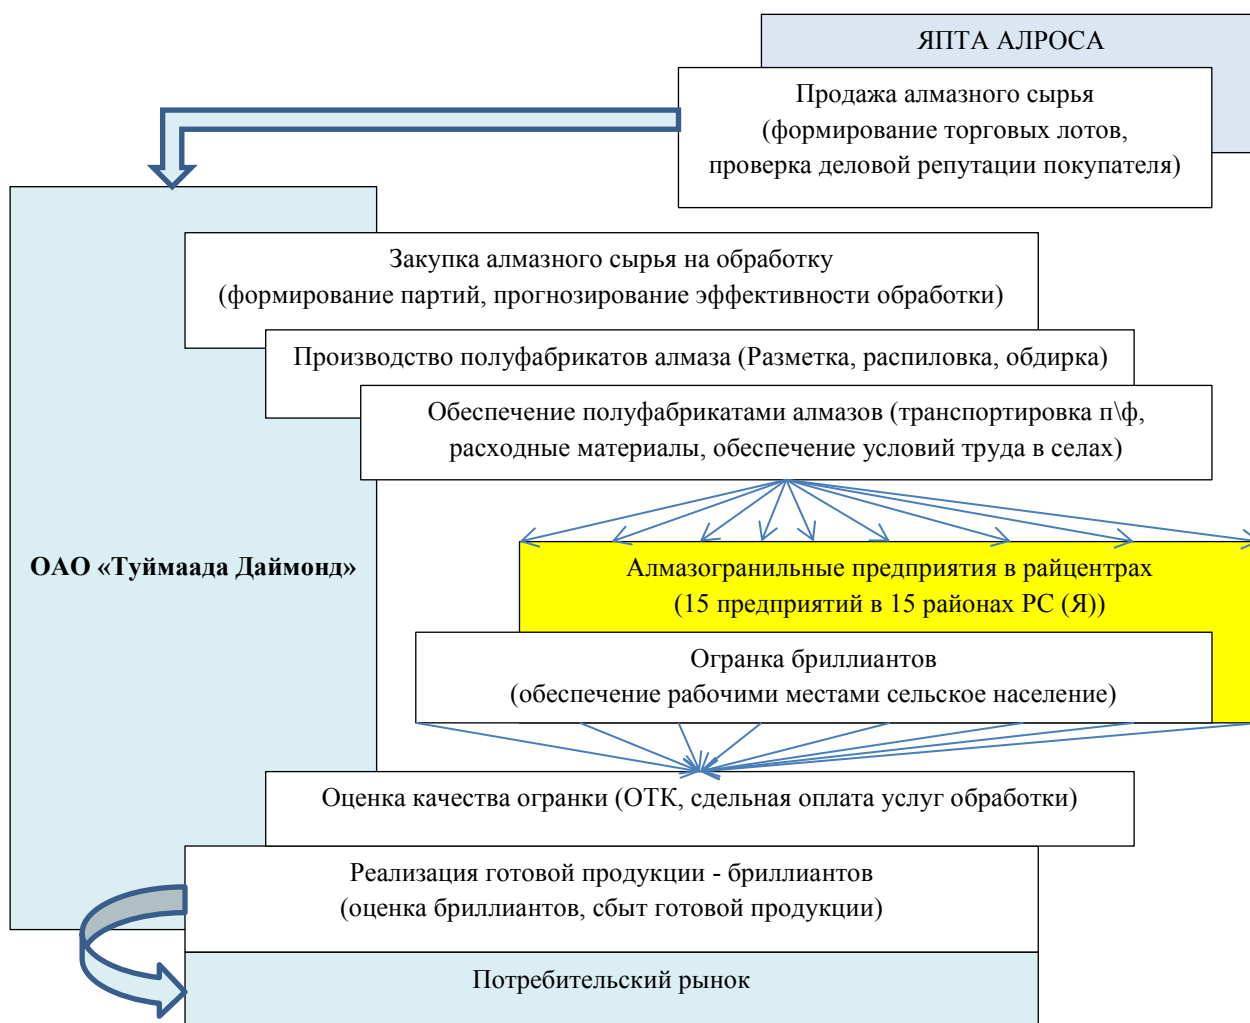 ЯПТА АЛРОСА
Продажа алмазного сырья
(формирование торговых лотов,
проверка деловой репутации покупателя)
Закупка алмазного сырья на обработку
(формирование партий, прогнозирование эффективности обработки)
Производство полуфабрикатов алмаза (Разметка, распиловка, обдирка)
Обеспечение полуфабрикатами алмазов (транспортировка п\ф,
расходные материалы, обеспечение условий труда в селах)
ОАО «Туймаада Даймонд»
Алмазогранильные предприятия в райцентрах
(15 предприятий в 15 районах РС (Я))
Огранка бриллиантов
(обеспечение рабочими местами сельское население)
Оценка качества огранки (ОТК, сдельная оплата услуг обработки)
Реализация готовой продукции - бриллиантов
(оценка бриллиантов, сбыт готовой продукции)
Потребительский рынок